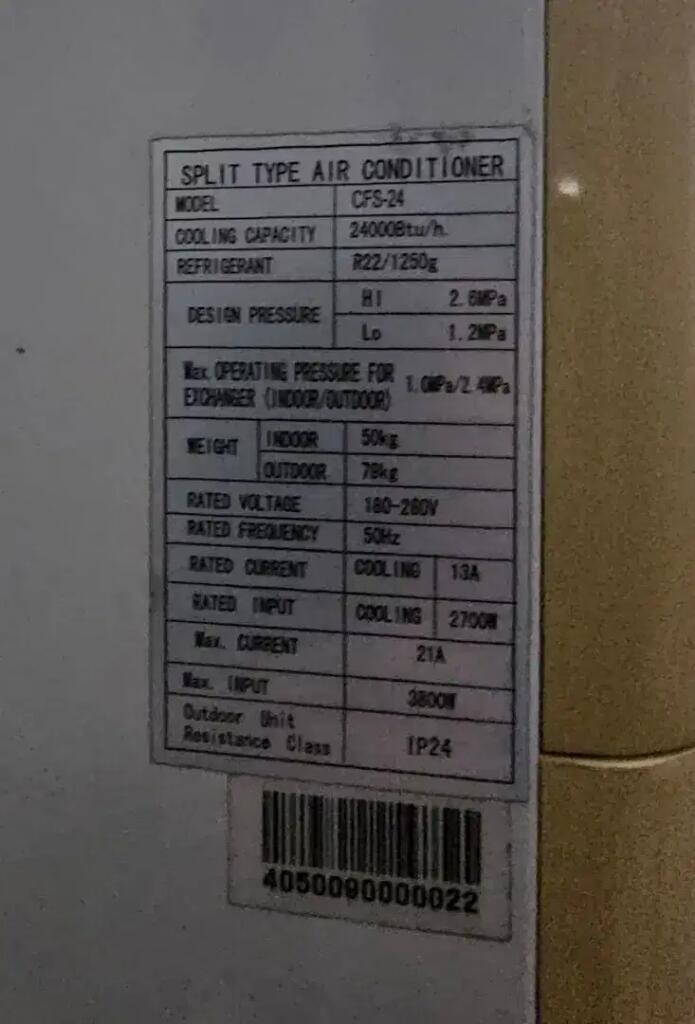 SPLIT TYPE AIR CONDITIONER
MODEL CFS-24
COOLING CAPACITY 24000Btu/h.
REFRIGERANT R22/1250g
DESIGN PRESSURE
HI 2.6MPa
Lo 1.2MPa
Max. OPERATING PRESSURE FOR
EXCHANGER (INDOOR/OUTDOOR)
1.0MPa/2.4MPa
WEIGHT
INDOOR 50kg
OUTDOOR 78kg
RATED VOLTAGE 180-260V
RATED FREQUENCY 50Hz
RATED CURRENT COOLING 13A
RATED INPUT COOLING 2700W
Max. CURRENT 21A
Max. INPUT 3800W
Outdoor Unit
Resistance Class
IP24
4050090000022